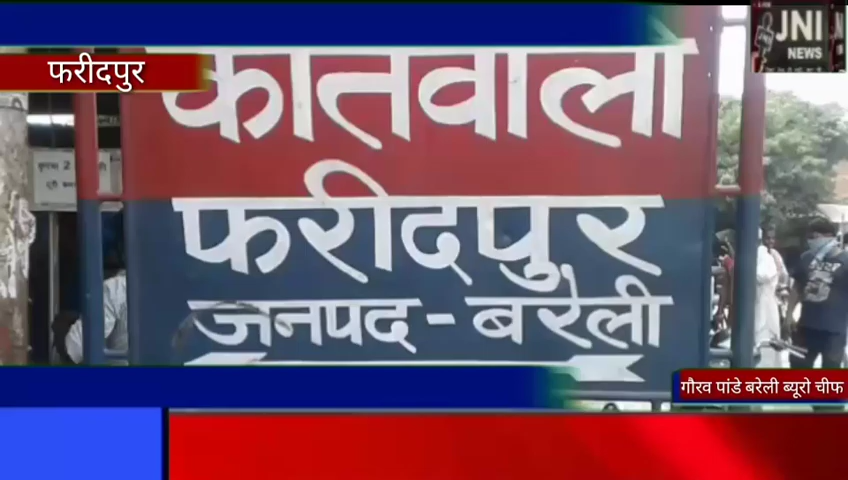 JNI
NEWS
फरीदपुर
कोतवाली
फरीदपुर
जनपद - बरेली
गौरव पांडे बरेली ब्यूरो चीफ